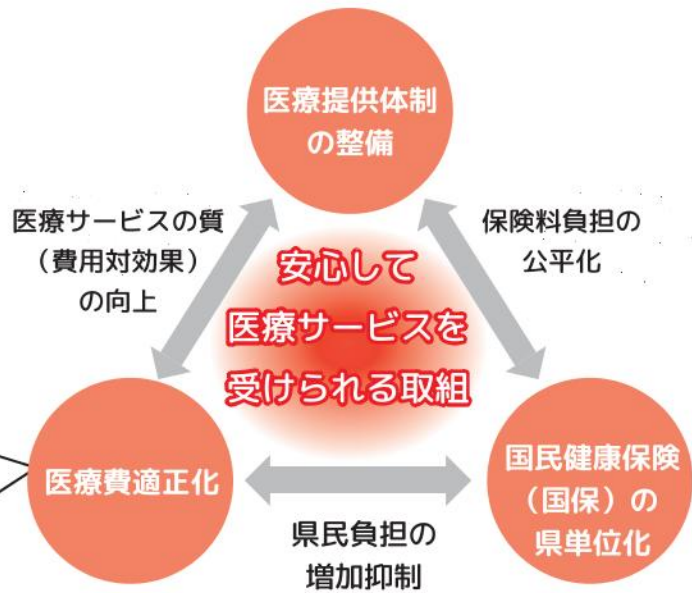 医療提供体制
の整備
医療サービスの質
（費用対効果）
の向上
保険料負担の
公平化
安心して
医療サービスを
受けられる取組
医療費適正化
国民健康保険
（国保）の
県単位化
県民負担の
増加抑制